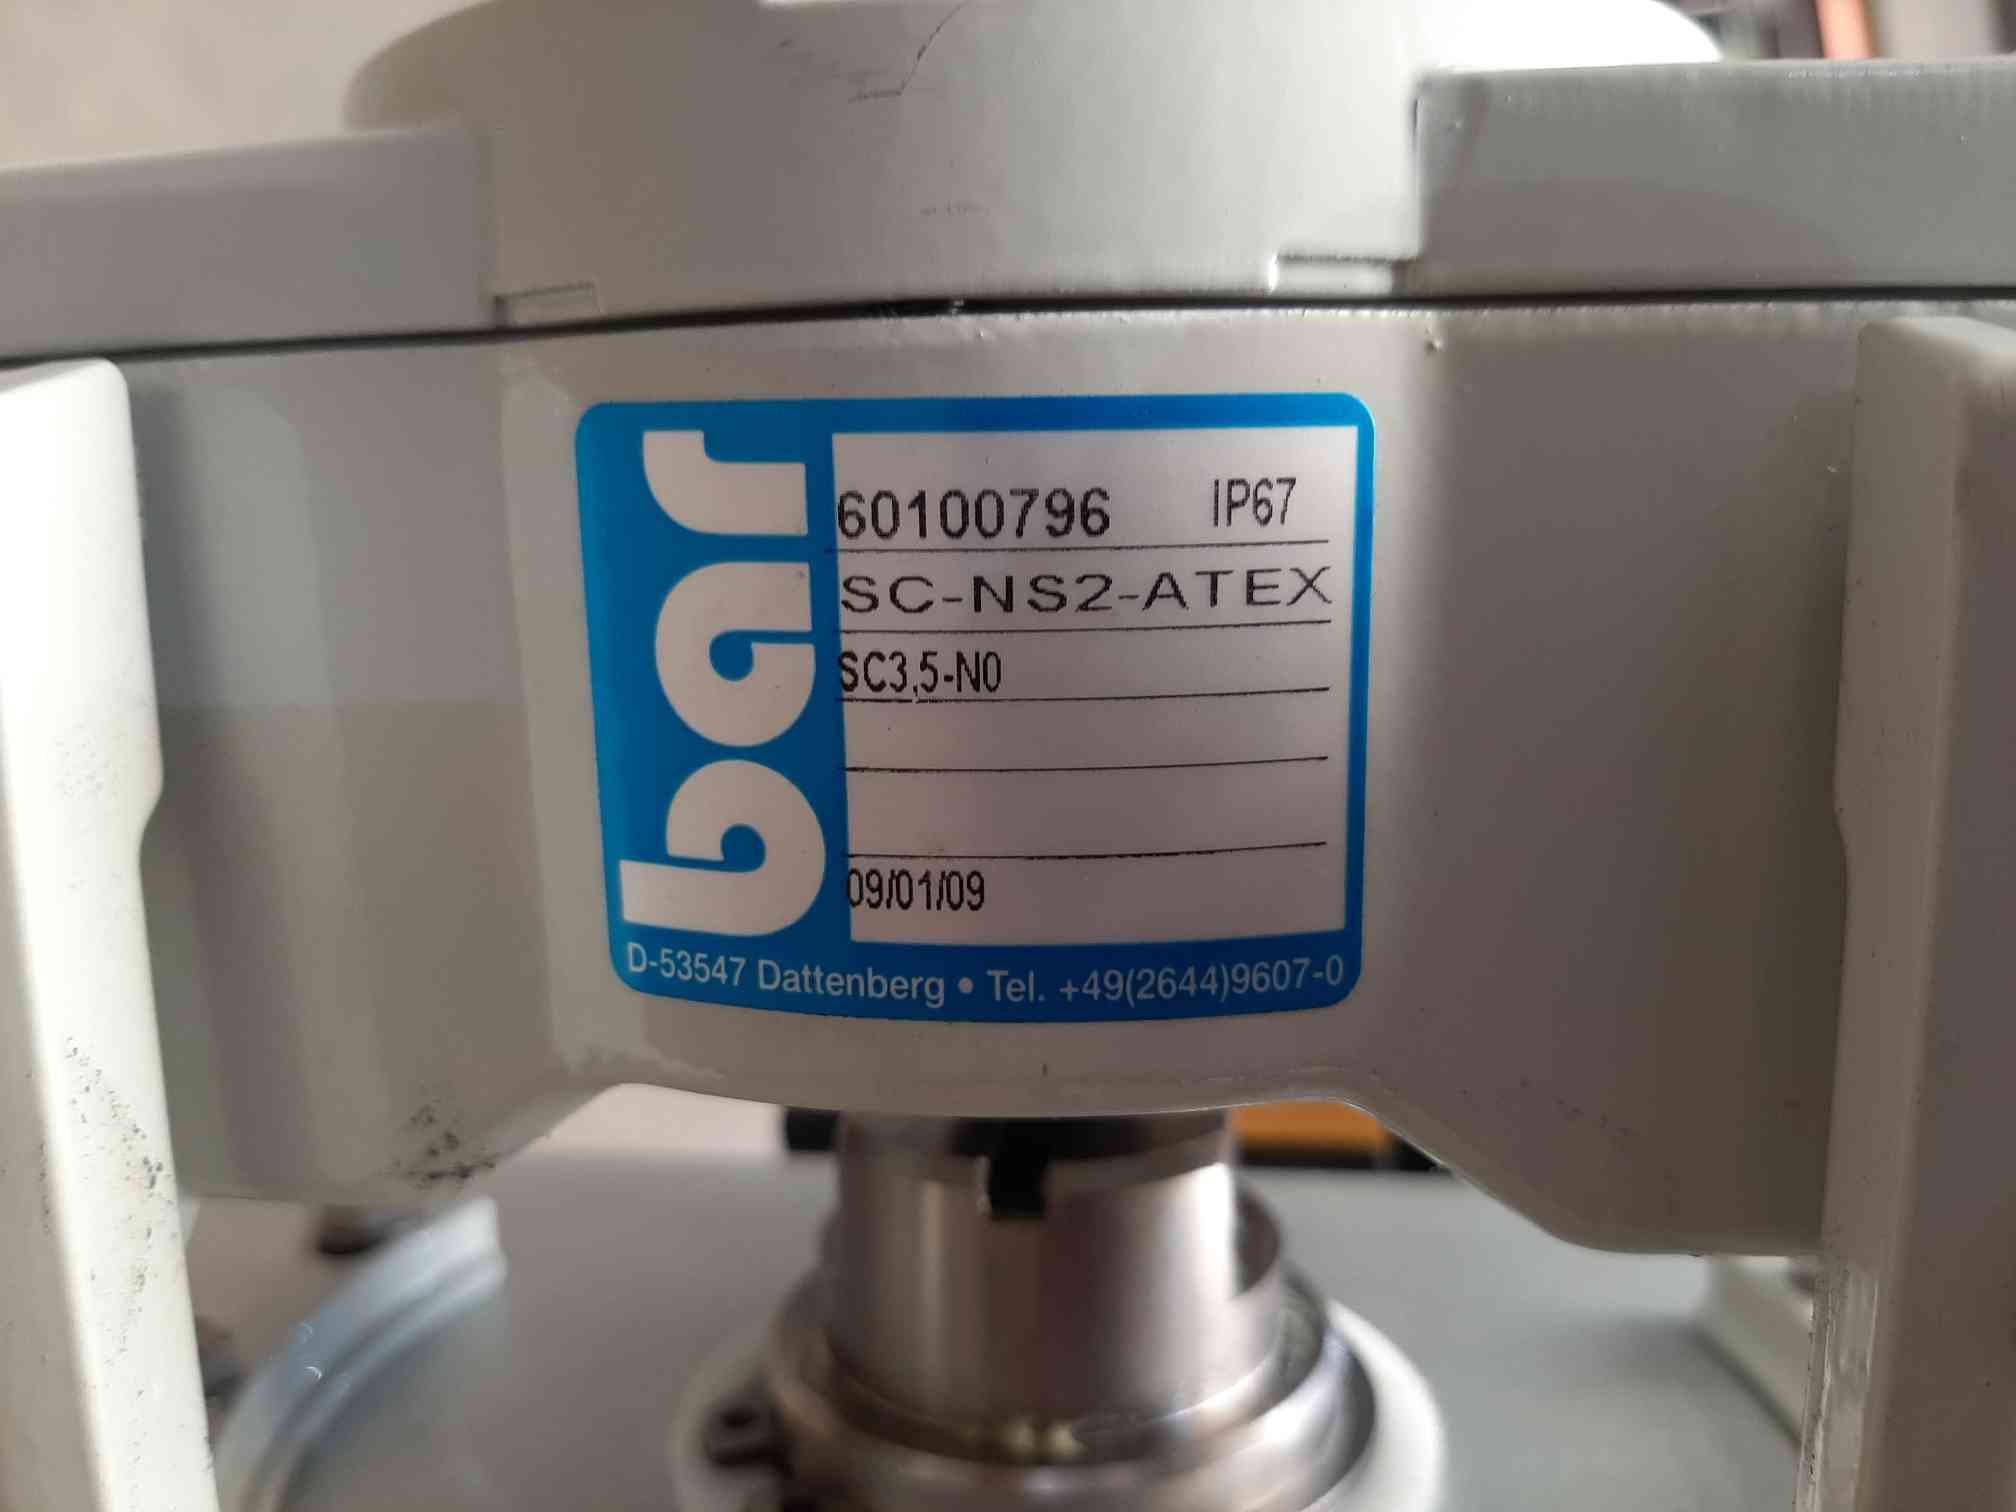 bar
60100796 IP67
SC-NS2-ATEX
SC3,5-N0
09/01/09
D-53547 Dattenberg • Tel. +49(2644)9607-0